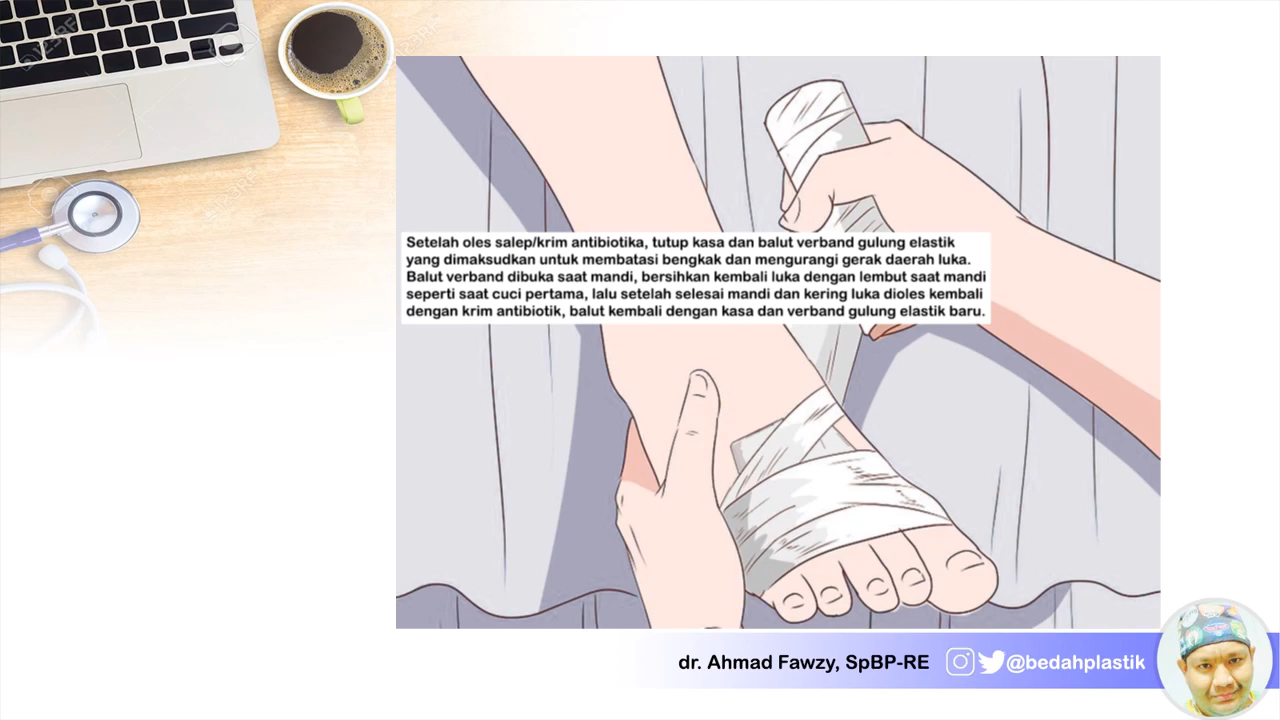 Setelah oles salep/krim antibiotika, tutup kasa dan balut verband gulung elastik
yang dimaksudkan untuk membatasi bengkak dan mengurangi gerak daerah luka.
Balut verband dibuka saat mandi, bersihkan kembali luka dengan lembut saat mandi
seperti saat cuci pertama, lalu setelah selesai mandi dan kering luka dioles kembali
dengan krim antibiotik, balut kembali dengan kasa dan verband gulung elastik baru.
dr. Ahmad Fawzy, SpBP-RE @bedahplastik